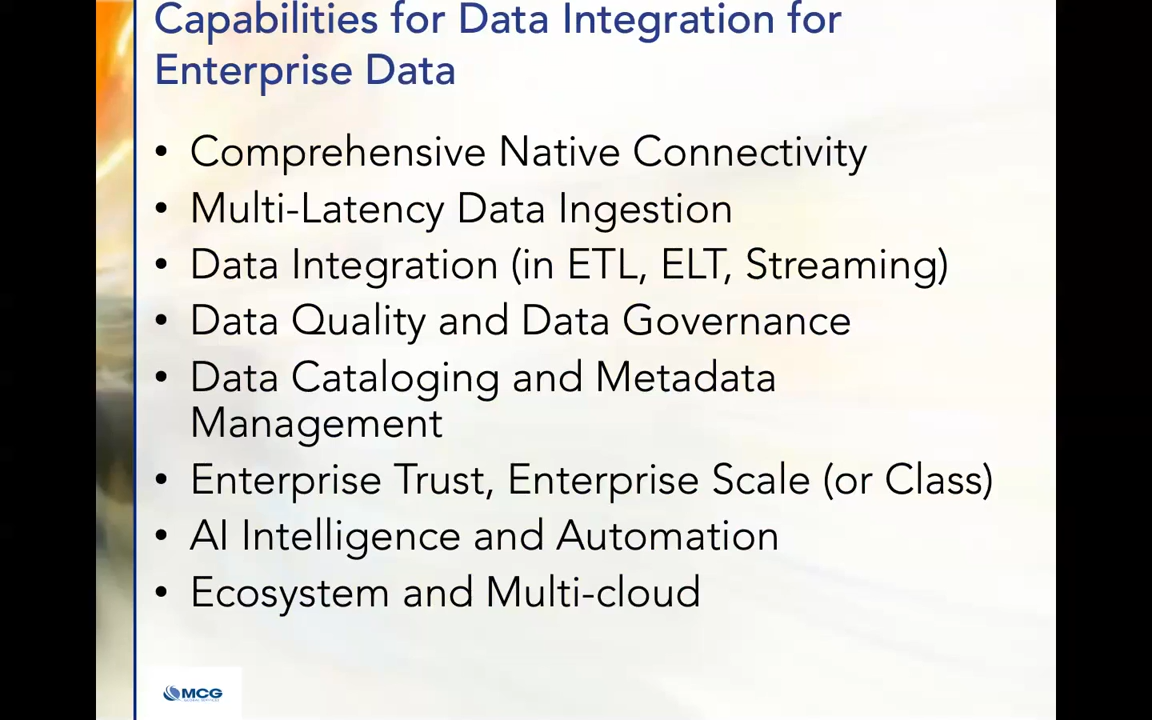 Capabilities for Data Integration for
Enterprise Data
• Comprehensive Native Connectivity
• Multi-Latency Data Ingestion
• Data Integration (in ETL, ELT, Streaming)
• Data Quality and Data Governance
• Data Cataloging and Metadata
Management
• Enterprise Trust, Enterprise Scale (or Class)
• AI Intelligence and Automation
• Ecosystem and Multi-cloud
MCG